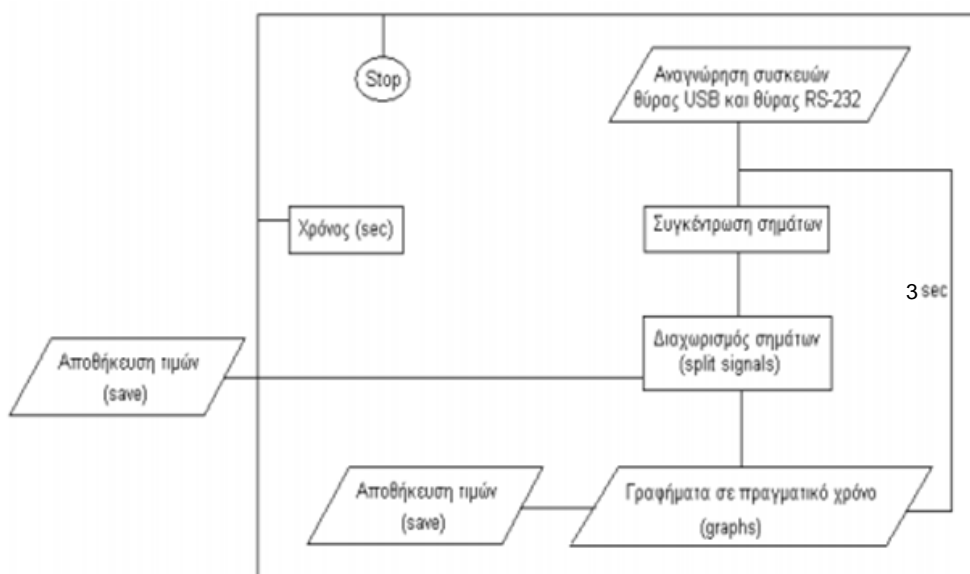 Stop
Αναγνώρηση συσκευών
θύρας USB και θύρας RS-232
Χρόνος (sec)
Συγκέντρωση σημάτων
3 sec
Διαχωρισμός σημάτων
(split signals)
Αποθήκευση τιμών
(save)
Αποθήκευση τιμών
(save)
Γραφήματα σε πραγματικό χρόνο
(graphs)